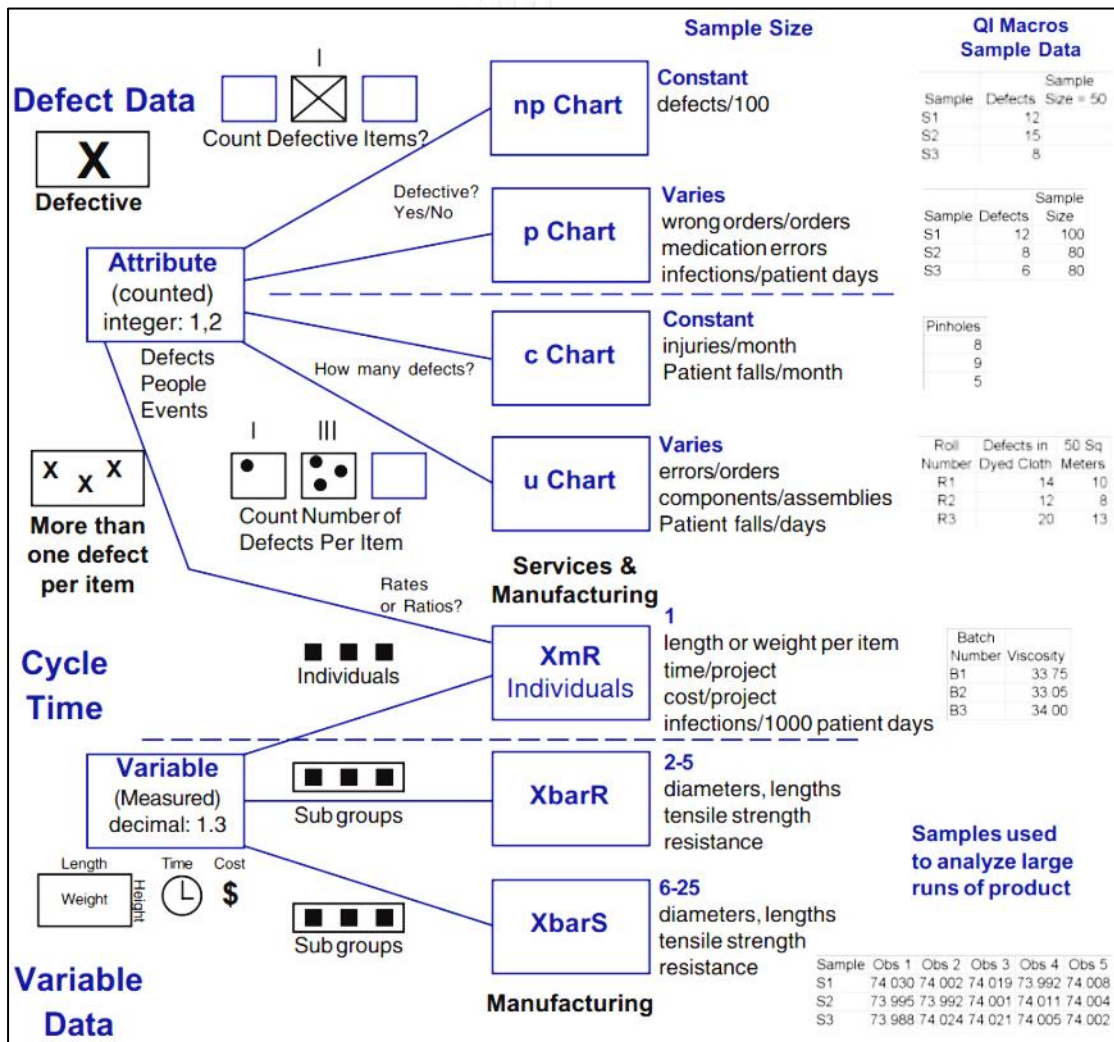 Sample Size
QI Macros
Sample Data
Defect Data
I
Count Defective Items?
X
Defective
np Chart
Constant
defects/100
Sample
Sample Defects Size = 50
S1 12
S2 15
S3 8
Defective?
Yes/No
p Chart
Varies
wrong orders/orders
medication errors
infections/patient days
Sample
Sample Defects Size
S1 12 100
S2 8 80
S3 6 80
Attribute
(counted)
integer: 1,2
Defects
People
Events
How many defects?
c Chart
Constant
injuries/month
Patient falls/month
Pinholes
8
9
5
X X X
More than
one defect
per item
I III
Count Number of
Defects Per Item
u Chart
Varies
errors/orders
components/assemblies
Patient falls/days
Roll Defects in 50 Sq
Number Dyed Cloth Meters
R1 14 10
R2 12 8
R3 20 13
Services &
Manufacturing
Rates
or Ratios?
Cycle
Time
Individuals
XmR
Individuals
1
length or weight per item
time/project
cost/project
infections/1000 patient days
Batch
Number Viscosity
B1 33.75
B2 33.05
B3 34.00
Variable
(Measured)
decimal: 1.3
Sub groups
XbarR
2-5
diameters, lengths
tensile strength
resistance
Samples used
to analyze large
runs of product
Length Time Cost
Weight
Height
$
Sub groups
XbarS
6-25
diameters, lengths
tensile strength
resistance
Variable
Data
Manufacturing
Sample Obs 1 Obs 2 Obs 3 Obs 4 Obs 5
S1 74.030 74.002 74.019 73.992 74.008
S2 73.995 73.992 74.001 74.011 74.004
S3 73.988 74.024 74.021 74.005 74.002